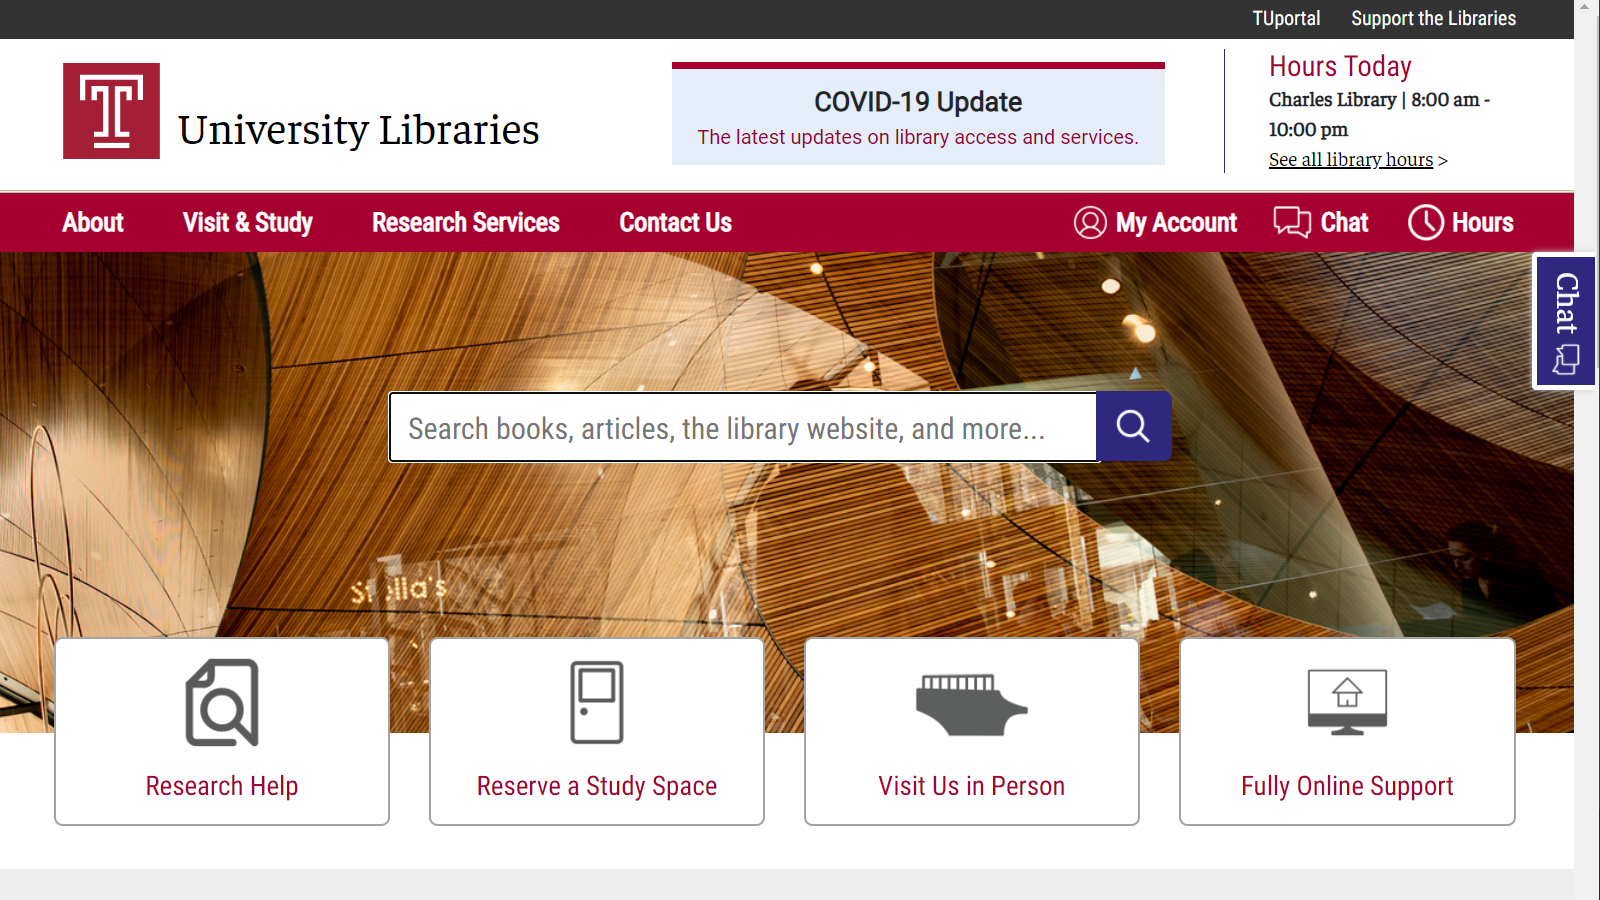 TUportal Support the Libraries
University Libraries
COVID-19 Update
The latest updates on library access and services.
Hours Today
Charles Library | 8:00 am -
10:00 pm
See all library hours >
About Visit & Study Research Services Contact Us My Account Chat Hours
Chat
Search books, articles, the library website, and more...
Stella's
Research Help Reserve a Study Space Visit Us in Person Fully Online Support